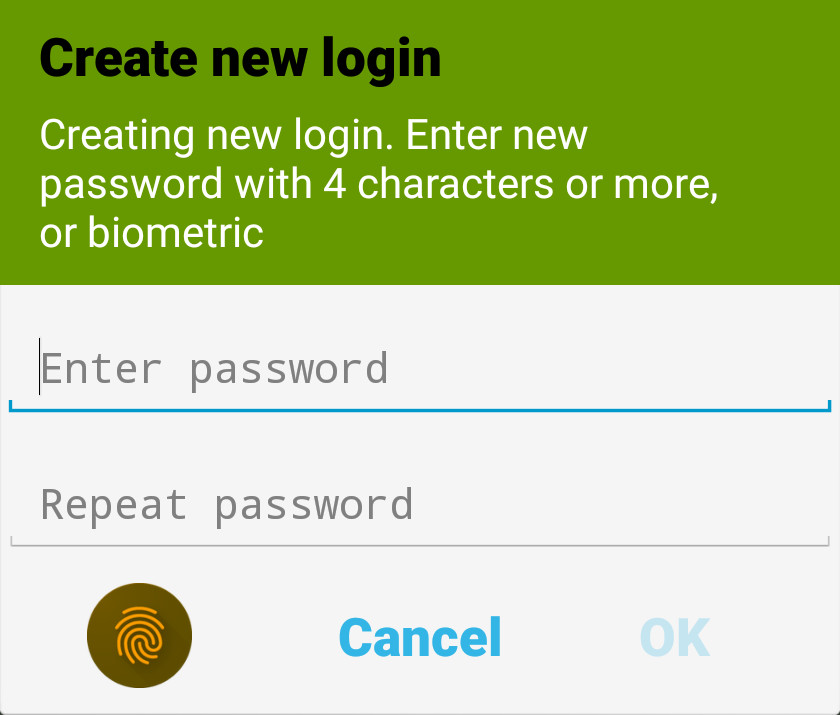 Create new login
Creating new login. Enter new
password with 4 characters or more,
or biometric
Enter password
Repeat password
Cancel OK